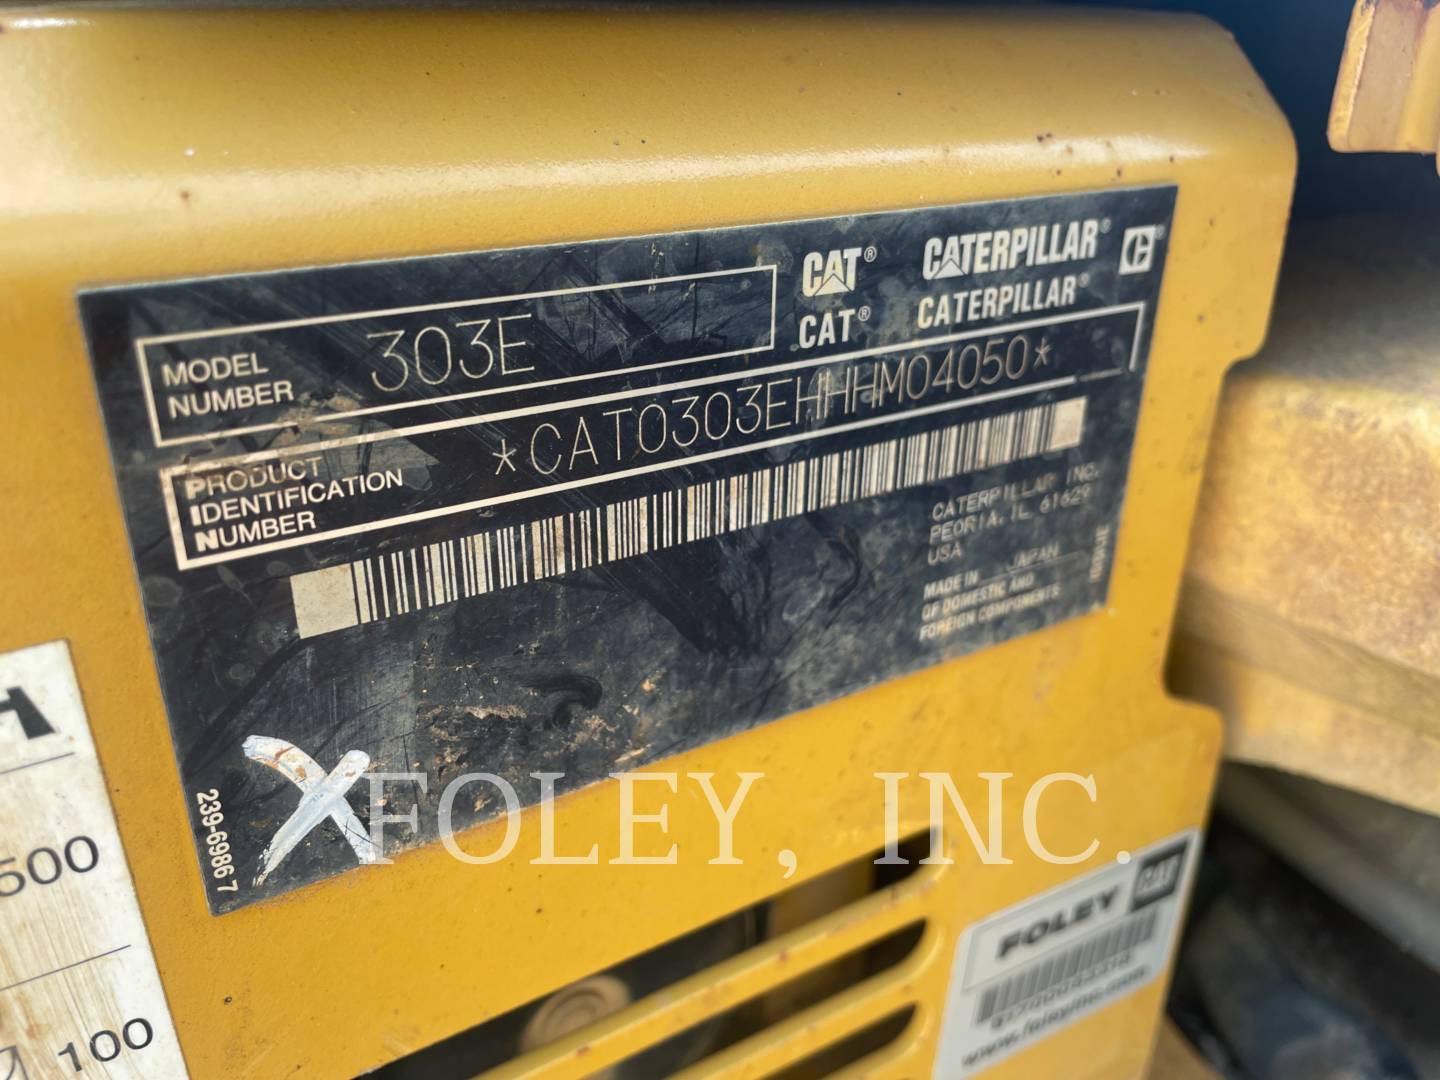 CAT® CATERPILLAR®
CAT® CATERPILLAR®
MODEL NUMBER 303E
PRODUCT IDENTIFICATION NUMBER *CAT0303EHHHM04050*
CATERPILLAR INC.
PEORIA, IL 61629
USA
MADE IN JAPAN
OF DOMESTIC AND
FOREIGN COMPONENTS
239-6986 7
X
FOLEY, INC.
H
500
100
FOLEY CAT
www.foleyinc.com